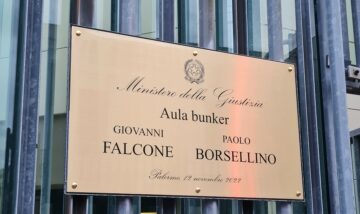 Ministero della Giustizia
Aula bunker
GIOVANNI PAOLO
FALCONE BORSELLINO
Palermo, 12 novembre 2022